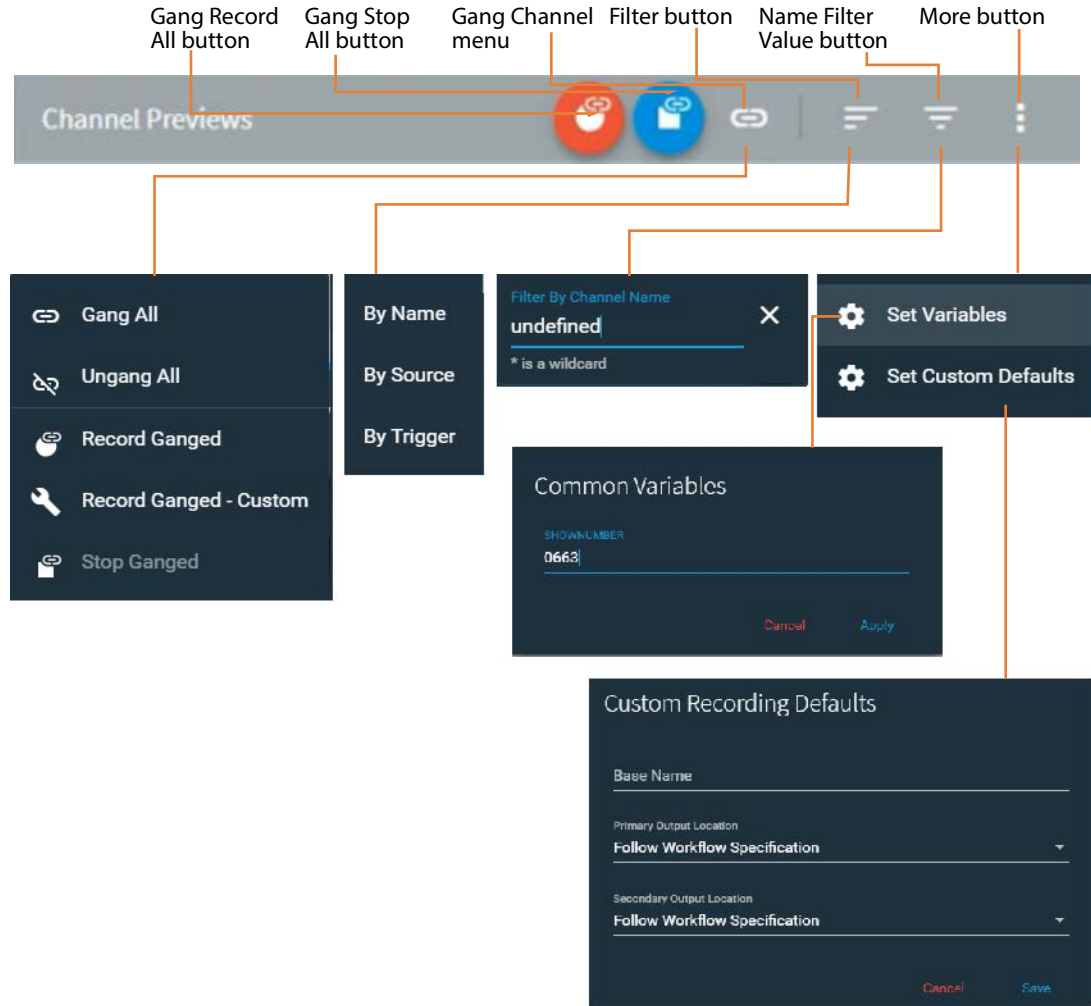 Gang Record All button
Gang Stop All button
Gang Channel menu
Filter button
Name Filter Value button
More button
Channel Previews
Gang All
Ungang All
Record Ganged
Record Ganged - Custom
Stop Ganged
By Name
By Source
By Trigger
Filter By Channel Name
undefined
* is a wildcard
Set Variables
Set Custom Defaults
Common Variables
SHOWNUMBER
0663
Cancel
Apply
Custom Recording Defaults
Base Name
Primary Output Location
Follow Workflow Specification
Secondary Output Location
Follow Workflow Specification
Cancel
Save